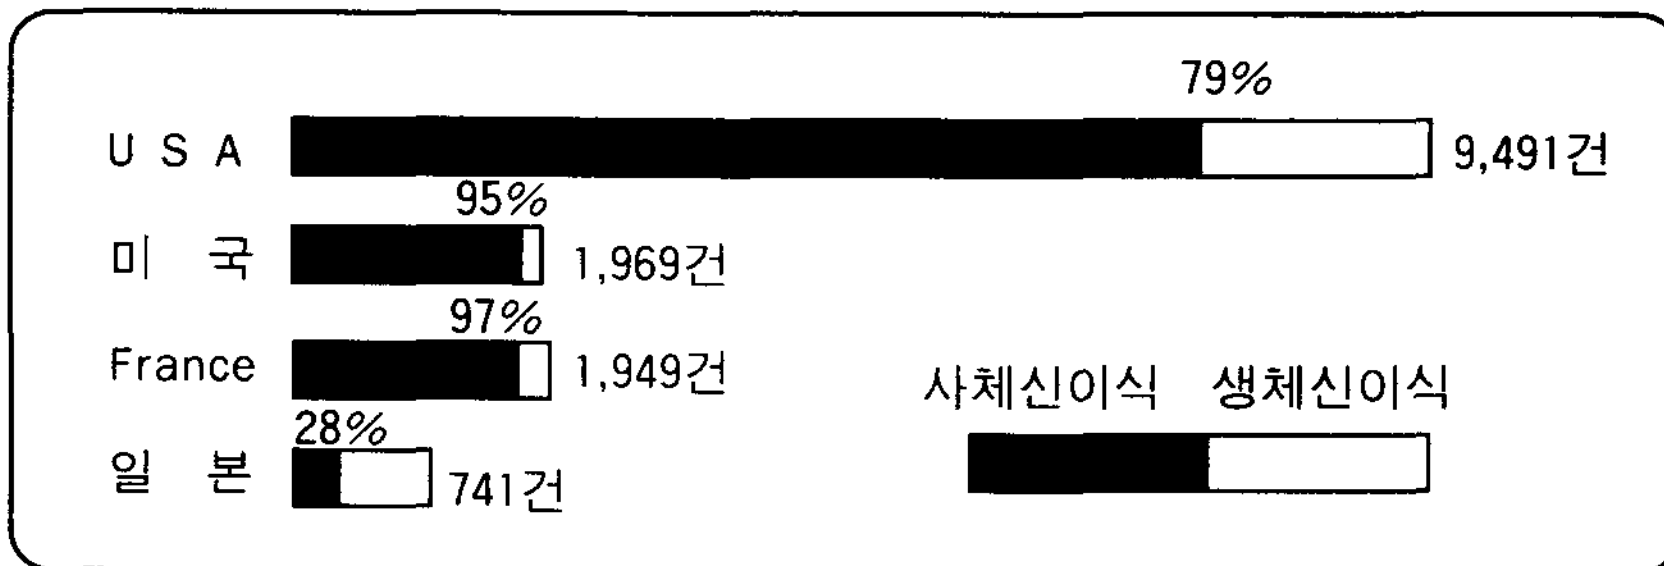 79%
U S A 9,491건
95%
미 국 1,969건
97%
France 1,949건
사체신이식 생체신이식
28%
일 본 741건